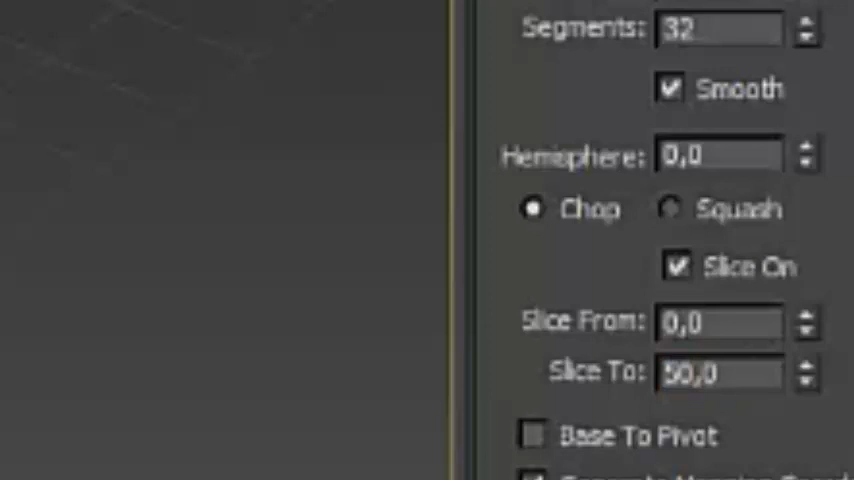 Segments: 32
Smooth
Hemisphere: 0,0
Chop Squash
Slice On
Slice From: 0,0
Slice To: 50,0
Base To Pivot